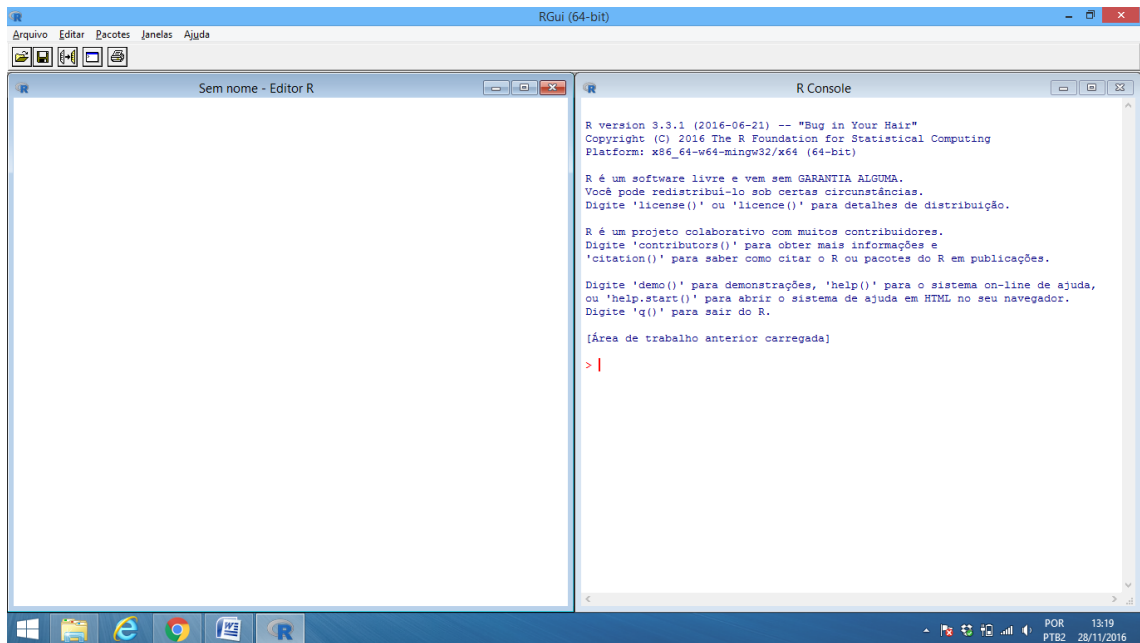 RGui (64-bit)
Arquivo Editar Pacotes Janelas Ajuda
Sem nome - Editor R
R Console
R version 3.3.1 (2016-06-21) -- "Bug in Your Hair"
Copyright (C) 2016 The R Foundation for Statistical Computing
Platform: x86_64-w64-mingw32/x64 (64-bit)
R é um software livre e vem sem GARANTIA ALGUMA.
Você pode redistribuí-lo sob certas circunstâncias.
Digite 'license()' ou 'licence()' para detalhes de distribuição.
R é um projeto colaborativo com muitos contribuidores.
Digite 'contributors()' para obter mais informações e
'citation()' para saber como citar o R ou pacotes do R em publicações.
Digite 'demo()' para demonstrações, 'help()' para o sistema on-line de ajuda,
ou 'help.start()' para abrir o sistema de ajuda em HTML no seu navegador.
Digite 'q()' para sair do R.
[Área de trabalho anterior carregada]
>
POR 13:19
PTB2 28/11/2016